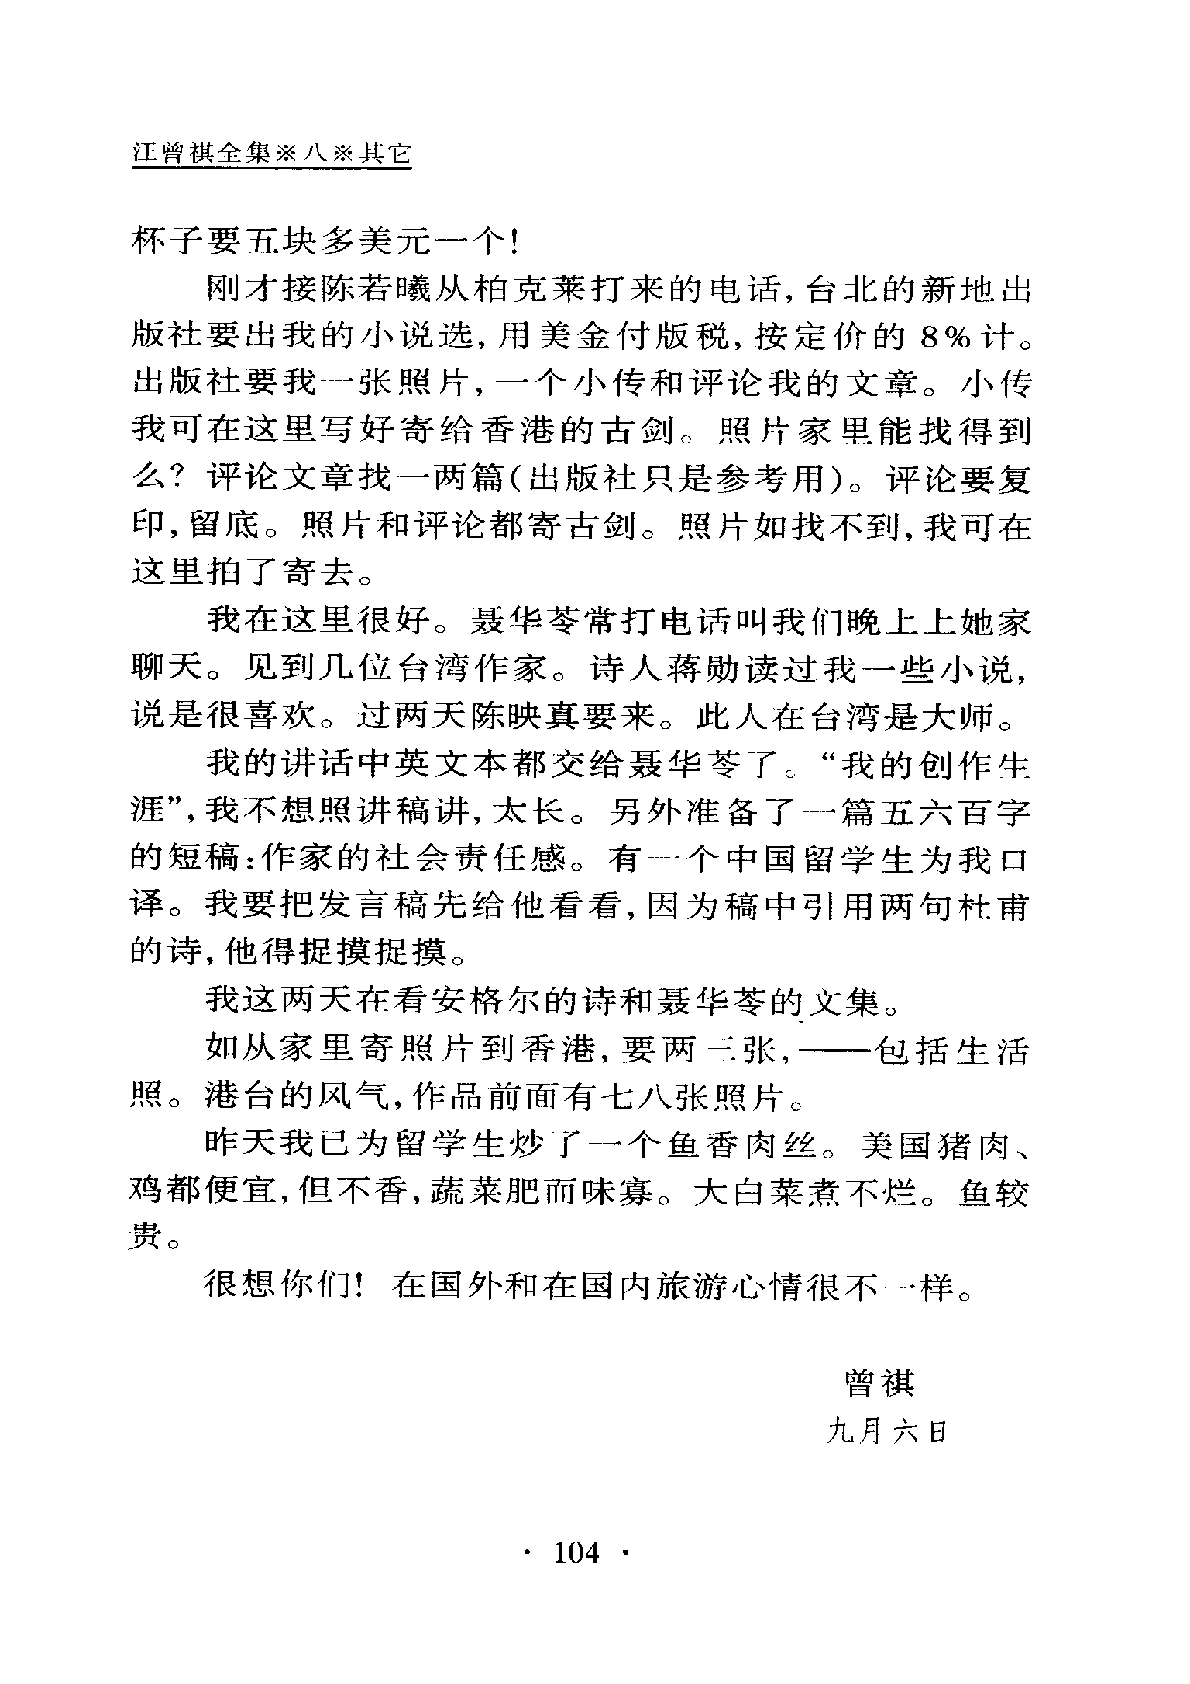 汪曾祺全集※八※其它
杯子要五块多美元一个!
刚才接陈若曦从柏克莱打来的电话,台北的新地出
版社要出我的小说选,用美金付版税,按定价的8%计。
出版社要我一张照片,一个小传和评论我的文章。小传
我可在这里写好寄给香港的古剑。照片家里能找得到
么?评论文章找一两篇(出版社只是参考用)。评论要复
印,留底。照片和评论都寄古剑。照片如找不到,我可在
这里拍了寄去。
我在这里很好。聂华苓常打电话叫我们晚上上她家
聊天。见到几位台湾作家。诗人蒋勋读过我一些小说,
说是很喜欢。过两天陈映真要来。此人在台湾是大师。
我的讲话中英文本都交给聂华苓了。“我的创作生
涯”,我不想照讲稿讲,太长。另外准备了一篇五六百字
的短稿:作家的社会责任感。有一个中国留学生为我口
译。我要把发言稿先给他看看,因为稿中引用两句杜甫
的诗,他得捉摸捉摸。
我这两天在看安格尔的诗和聂华苓的文集。
如从家里寄照片到香港,要两三张,——包括生活
照。港台的风气,作品前面有七八张照片。
昨天我已为留学生炒了一个鱼香肉丝。美国猪肉、
鸡都便宜,但不香,蔬菜肥而味寡。大白菜煮不烂。鱼较
贵。
很想你们!在国外和在国内旅游心情很不一样。
曾祺
九月六日
· 104 ·